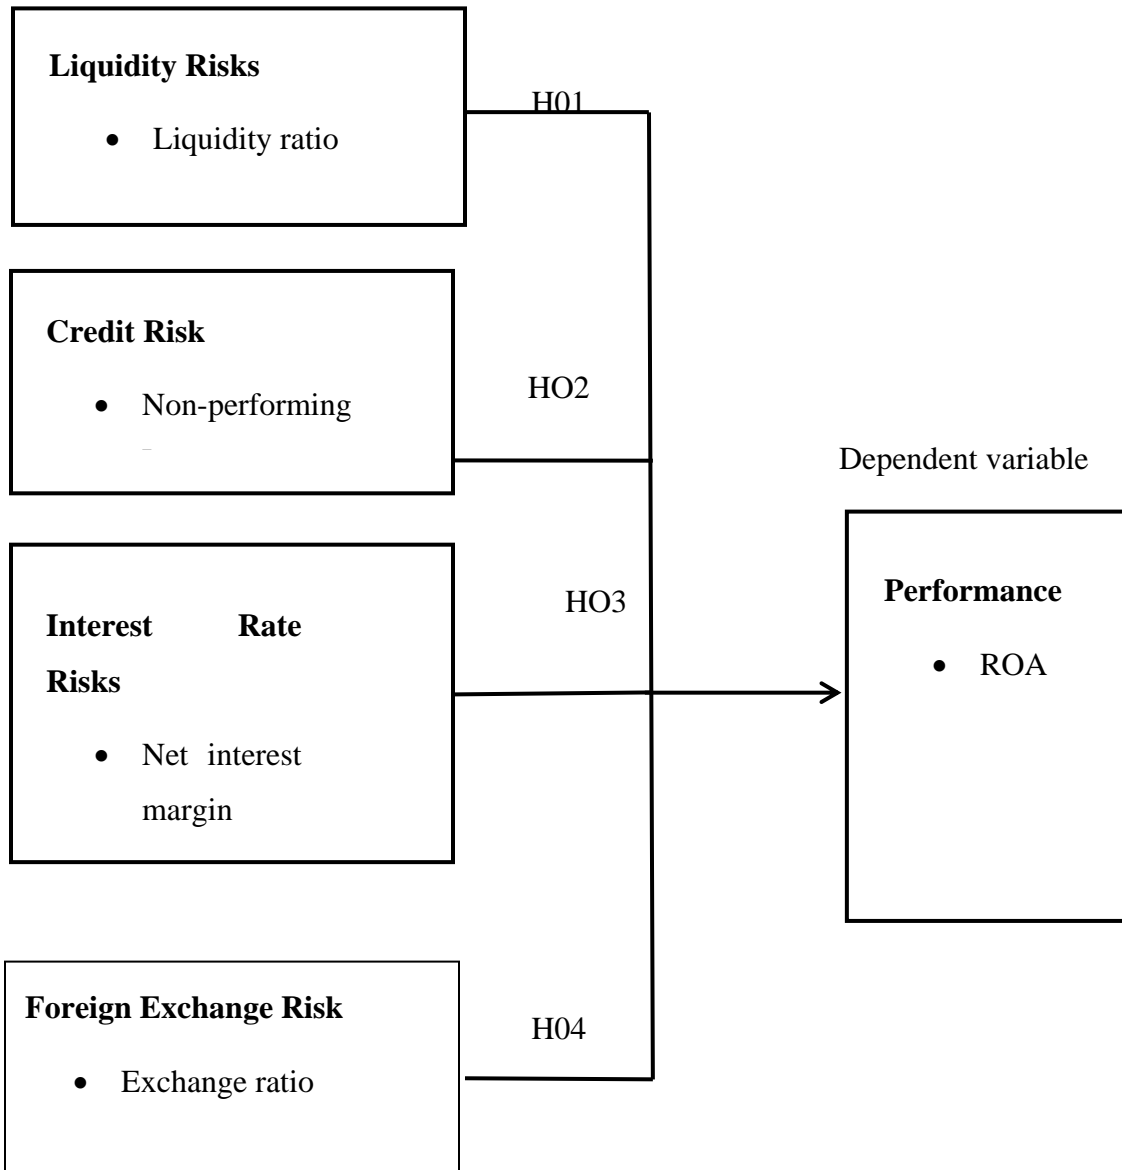 Liquidity Risks
• Liquidity ratio
H01
Credit Risk
• Non-performing
HO2
Interest Rate
Risks
• Net interest
margin
HO3
Foreign Exchange Risk
• Exchange ratio
H04
Dependent variable
Performance
• ROA